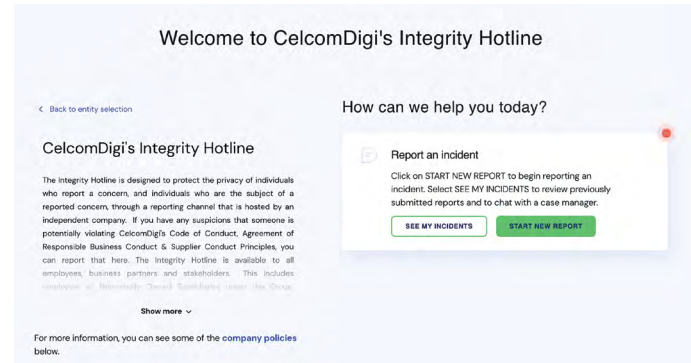 Welcome to CelcomDigi's Integrity Hotline
Back to entity selection
CelcomDigi's Integrity Hotline
The Integrity Hotline is designed to protect the privacy of individuals
who report a concern, and individuals who are the subject of a
reported concern, through a reporting channel that is hosted by an
independent company. If you have any suspicions that someone is
potentially violating CelcomDigi's Code of Conduct, Agreement of
Responsible Business Conduct & Supplier Conduct Principles, you
can report that here. The Integrity Hotline is available to all
employees, business partners and stakeholders. This includes
Show more
For more information, you can see some of the company policies
below.
How can we help you today?
Report an incident
Click on START NEW REPORT to begin reporting an
incident. Select SEE MY INCIDENTS to review previously
submitted reports and to chat with a case manager.
SEE MY INCIDENTS
START NEW REPORT